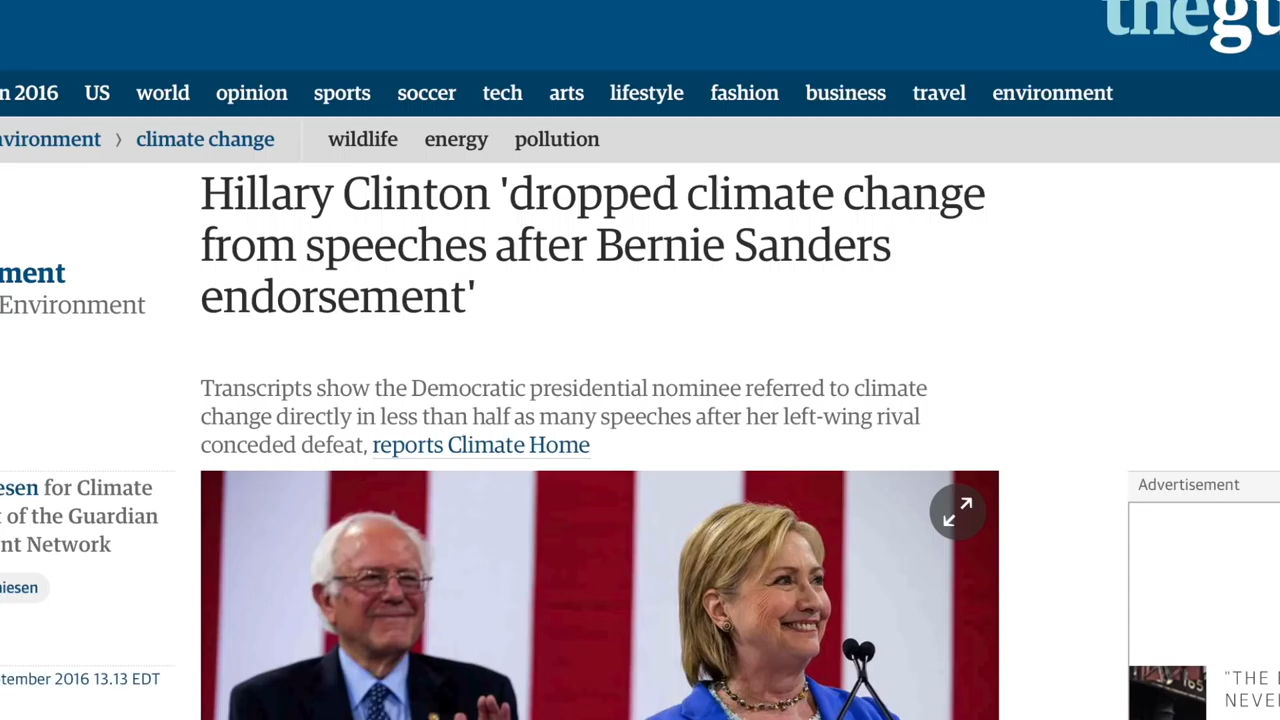 thegu
n 2016 US world opinion sports soccer tech arts lifestyle fashion business travel environment
nvironment › climate change wildlife energy pollution
Hillary Clinton 'dropped climate change
from speeches after Bernie Sanders
endorsement'
ment
Environment
Transcripts show the Democratic presidential nominee referred to climate
change directly in less than half as many speeches after her left-wing rival
conceded defeat, reports Climate Home
esen for Climate
t of the Guardian
nt Network
niesen
tember 2016 13.13 EDT
Advertisement
"THE
NEVER